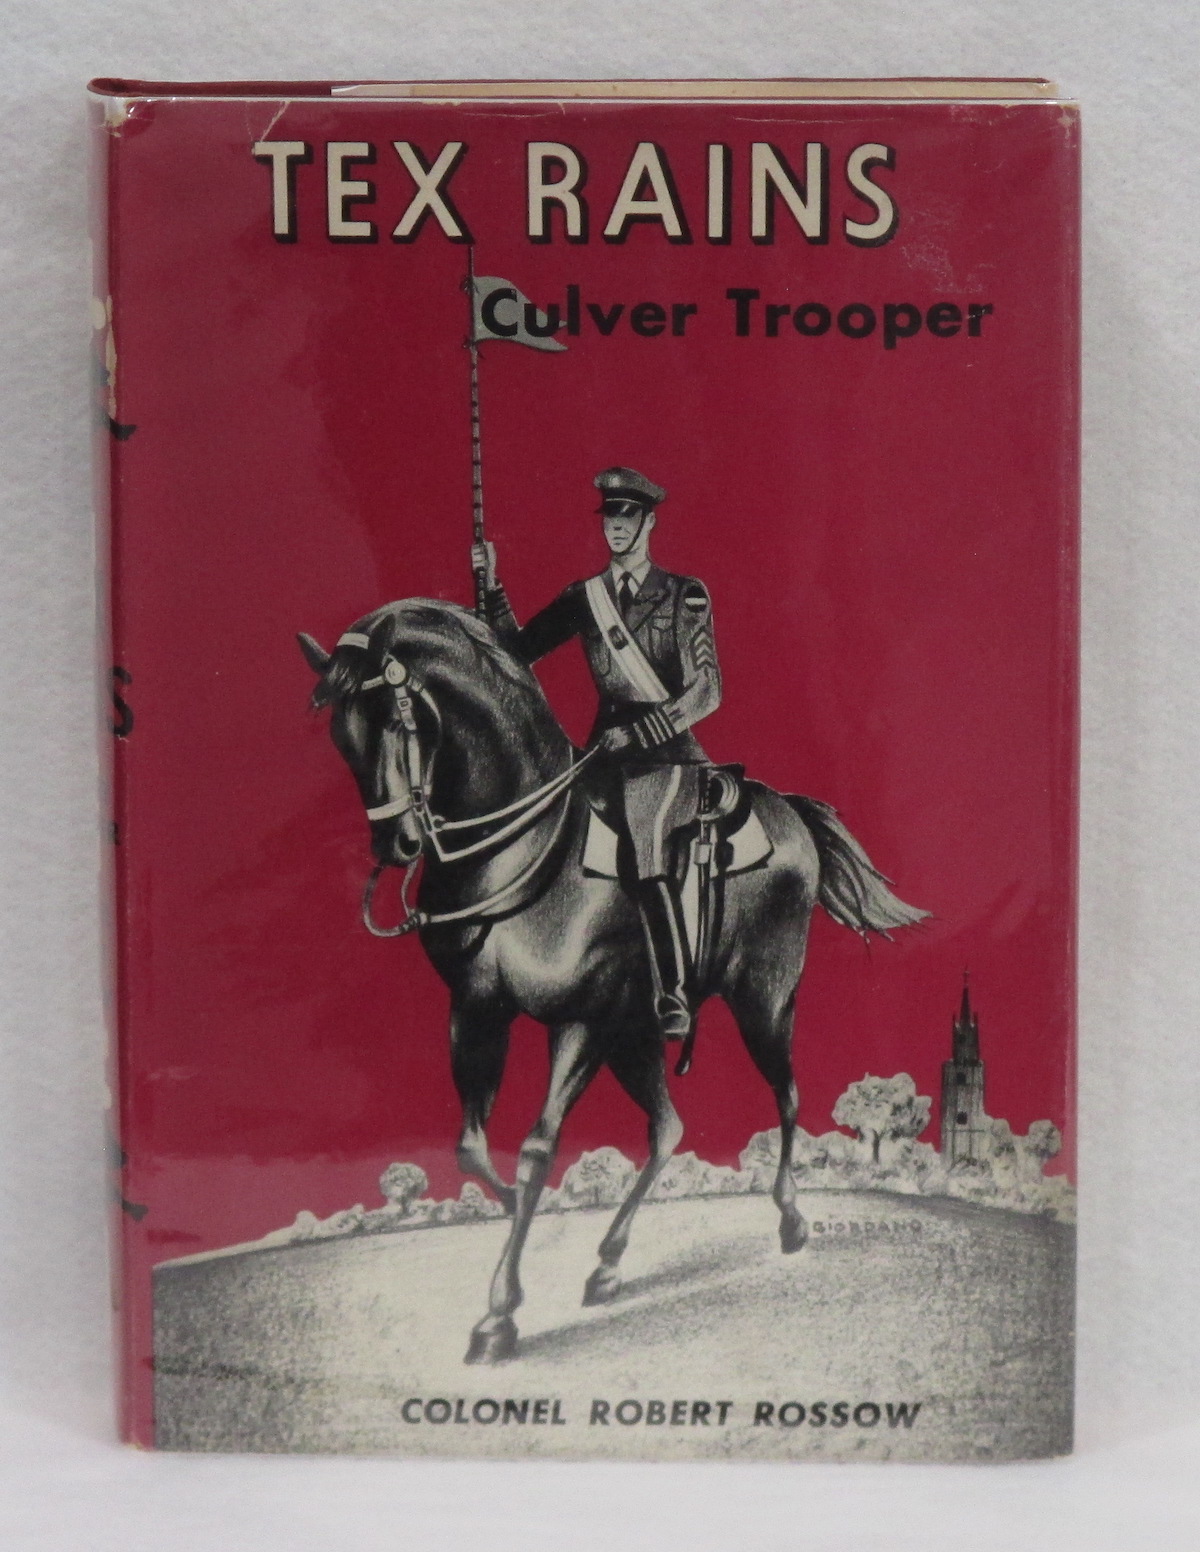 TEX RAINS
Culver Trooper
GIORDANO
COLONEL ROBERT ROSSOW